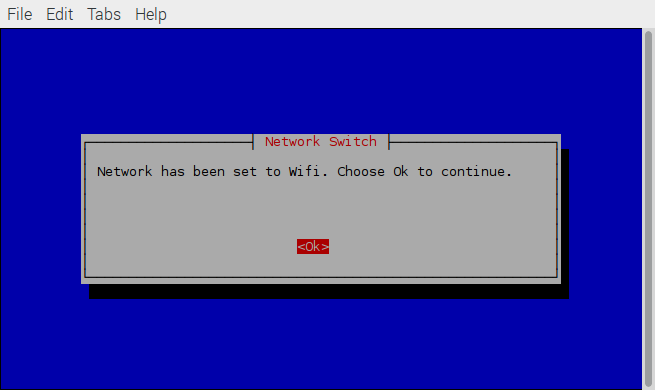 File Edit Tabs Help
Network Switch
Network has been set to Wifi. Choose Ok to continue.
<Ok>